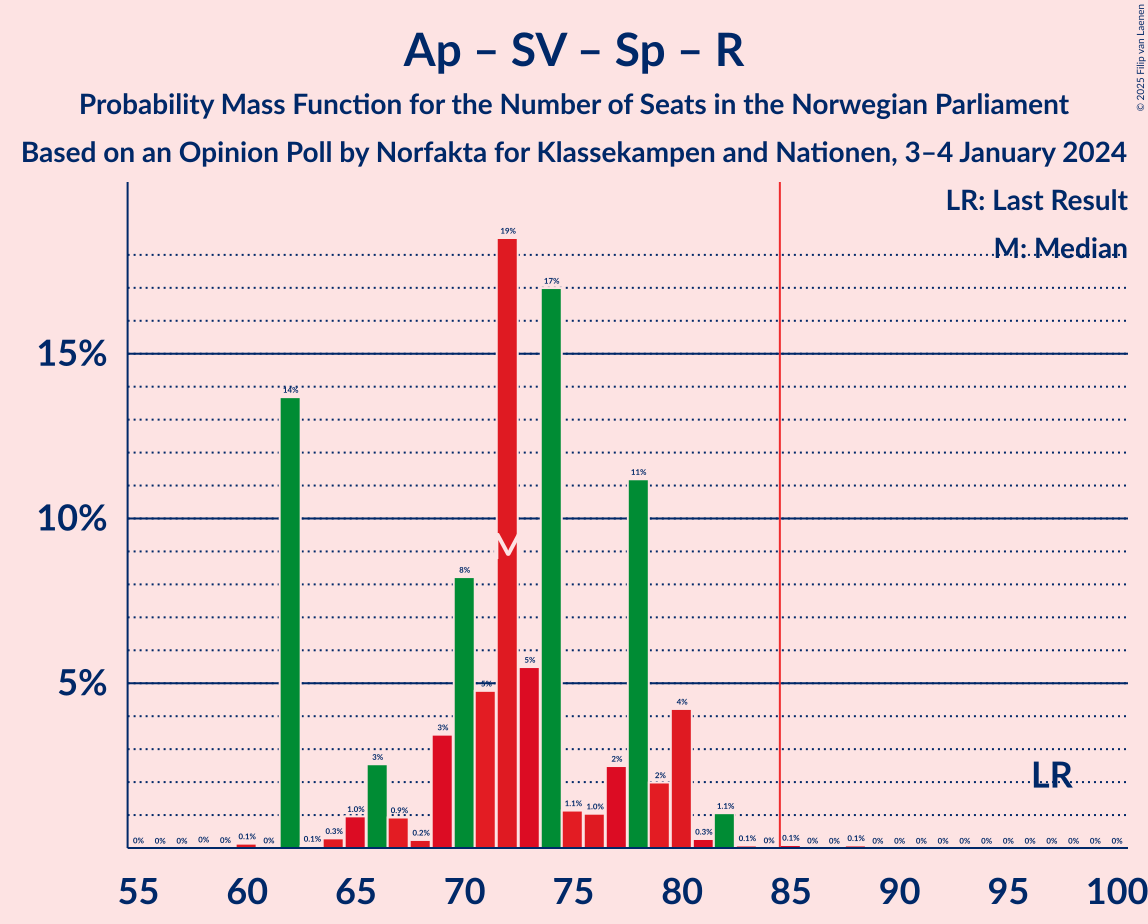 Ap – SV – Sp – R
Probability Mass Function for the Number of Seats in the Norwegian Parliament
Based on an Opinion Poll by Norfakta for Klassekampen and Nationen, 3–4 January 2024
© 2025 Filip van Laenen
LR: Last Result
M: Median
15%
10%
5%
0% 0% 0% 0% 0% 0.1% 0% 14% 0.1% 0.3% 1.0% 3% 0.9% 0.2% 3% 8% 5% 19% 5% 17% 1.1% 1.0% 2% 11% 2% 4% 0.3% 1.1% 0.1% 0% 0.1% 0% 0% 0.1% 0% 0% 0% 0% 0% 0% 0% 0% 0% 0% 0% 0%
M
LR
55 60 65 70 75 80 85 90 95 100